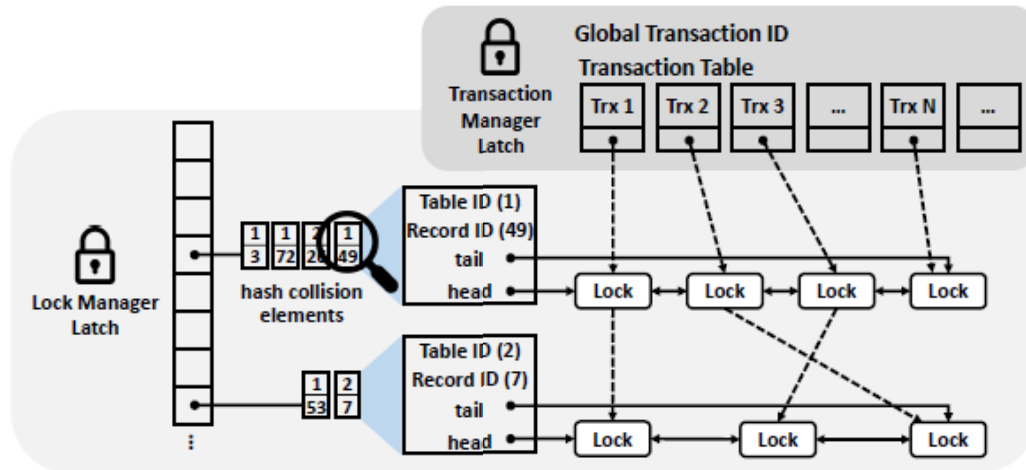 Global Transaction ID
Transaction Table
Transaction
Manager
Latch
Trx 1
Trx 2
Trx 3
...
Trx N
...
Lock Manager
Latch
1 1 2 1
3 72 49
hash collision
elements
Table ID (1)
Record ID (49)
tail
head
Lock
Lock
Lock
Lock
1 2
53 7
Table ID (2)
Record ID (7)
tail
head
Lock
Lock
Lock
...